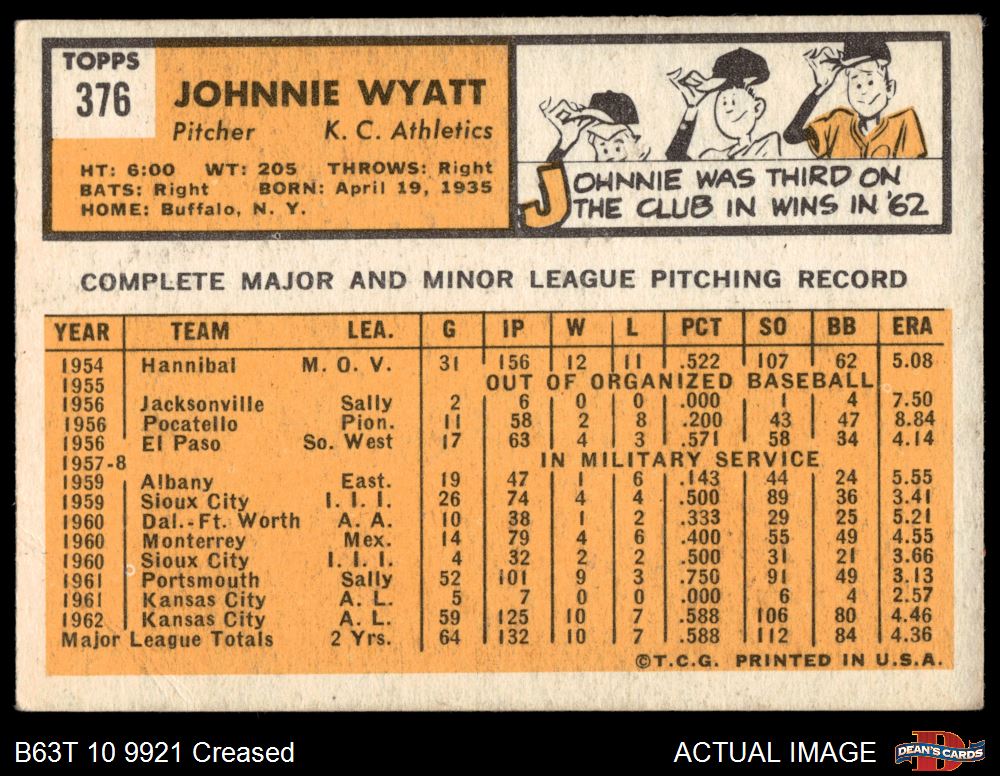 TOPPS
376
JOHNNIE WYATT
Pitcher K. C. Athletics
HT: 6:00 WT: 205 THROWS: Right
BATS: Right BORN: April 19, 1935
HOME: Buffalo, N. Y.
JOHNNIE WAS THIRD ON
THE CLUB IN WINS IN '62
COMPLETE MAJOR AND MINOR LEAGUE PITCHING RECORD
YEAR TEAM LEA. G IP W L PCT SO BB ERA
1954 Hannibal M. O. V. 31 156 12 11 .522 107 62 5.08
1955 OUT OF ORGANIZED BASEBALL
1956 Jacksonville Sally 2 6 0 0 .000 1 4 7.50
1956 Pocatello Pion. 11 58 2 8 .200 43 47 8.84
1956 El Paso So. West 17 63 4 3 .571 58 34 4.14
1957-8 IN MILITARY SERVICE
1959 Albany East. 19 47 1 6 .143 44 24 5.55
1959 Sioux City I. I. I. 26 74 4 4 .500 89 36 3.41
1960 Dal.-Ft. Worth A. A. 10 38 1 2 .333 29 25 5.21
1960 Monterrey Mex. 14 79 4 6 .400 55 49 4.55
1960 Sioux City I. I. I. 4 32 2 2 .500 31 21 3.66
1961 Portsmouth Sally 52 101 9 3 .750 91 49 3.13
1961 Kansas City A. L. 5 7 0 0 .000 6 4 2.57
1962 Kansas City A. L. 59 125 10 7 .588 106 80 4.46
Major League Totals 2 Yrs. 64 132 10 7 .588 112 84 4.36
©T.C.G. PRINTED IN U.S.A.
B63T 10 9921 Creased
ACTUAL IMAGE
D
DEAN'S CARDS